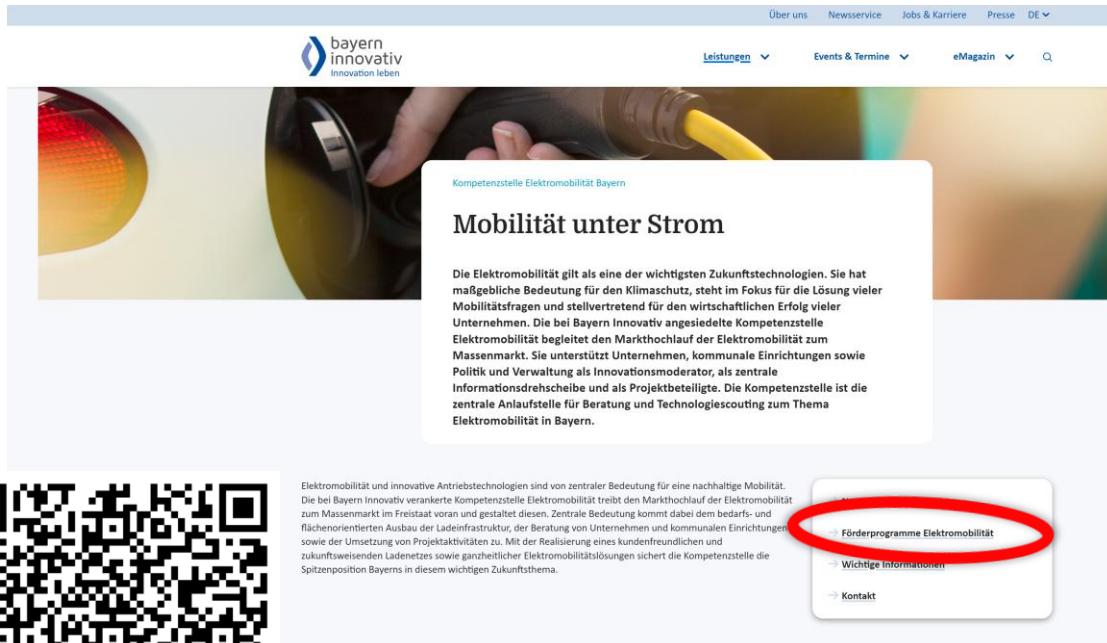 Über uns Newsservice Jobs & Karriere Presse DE
bayern
innovativ
Innovation leben
Leistungen Events & Termine eMagazin
Kompetenzstelle Elektromobilität Bayern
Mobilität unter Strom
Die Elektromobilität gilt als eine der wichtigsten Zukunftstechnologien. Sie hat
maßgebliche Bedeutung für den Klimaschutz, steht im Fokus für die Lösung vieler
Mobilitätsfragen und stellvertretend für den wirtschaftlichen Erfolg vieler
Unternehmen. Die bei Bayern Innovativ angesiedelte Kompetenzstelle
Elektromobilität begleitet den Markthochlauf der Elektromobilität zum
Massenmarkt. Sie unterstützt Unternehmen, kommunale Einrichtungen sowie
Politik und Verwaltung als Innovationsmoderator, als zentrale
Informationsdrehscheibe und als Projektbeteiligte. Die Kompetenzstelle ist die
zentrale Anlaufstelle für Beratung und Technologiescouting zum Thema
Elektromobilität in Bayern.
Elektromobilität und innovative Antriebstechnologien sind von zentraler Bedeutung für eine nachhaltige Mobilität.
Die bei Bayern Innovativ verankerte Kompetenzstelle Elektromobilität treibt den Markthochlauf der Elektromobilität
zum Massenmarkt im Freistaat voran und gestaltet diesen. Zentrale Bedeutung kommt dabei dem bedarfs- und
flächenorientierten Ausbau der Ladeinfrastruktur, der Beratung von Unternehmen und kommunalen Einrichtungen
sowie der Umsetzung von Projektaktivitäten zu. Mit der Realisierung eines kundenfreundlichen und
zukunftsweisenden Ladenetzes sowie ganzheitlicher Elektromobilitätslösungen sichert die Kompetenzstelle die
Spitzenposition Bayerns in diesem wichtigen Zukunftsthema.
→ Förderprogramme Elektromobilität
→ Wichtige Informationen
→ Kontakt